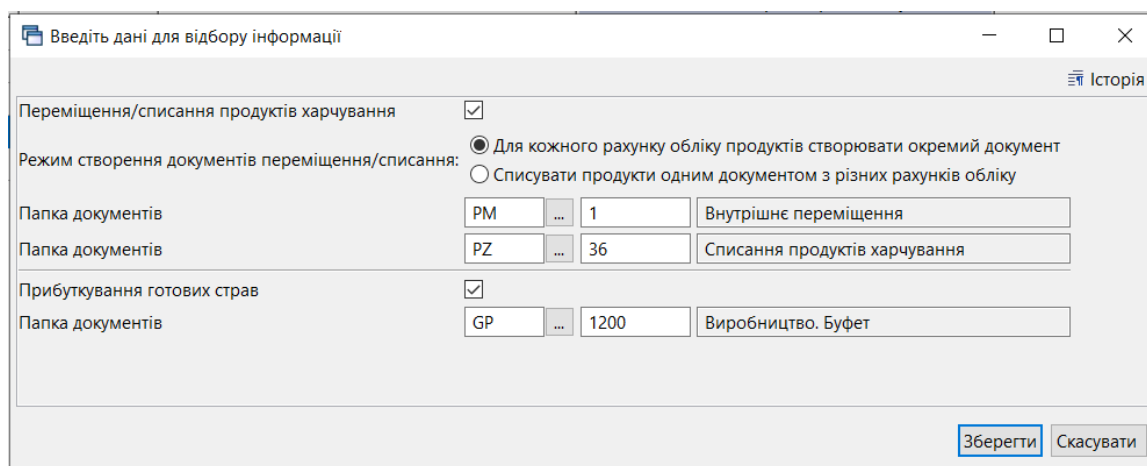 Введіть дані для відбору інформації
Історія
Переміщення/списання продуктів харчування
Режим створення документів переміщення/списання:
Для кожного рахунку обліку продуктів створювати окремий документ
Списувати продукти одним документом з різних рахунків обліку
Папка документів PM ... 1 Внутрішнє переміщення
Папка документів PZ ... 36 Списання продуктів харчування
Прибуткування готових страв
Папка документів GP ... 1200 Виробництво. Буфет
Зберегти Скасувати